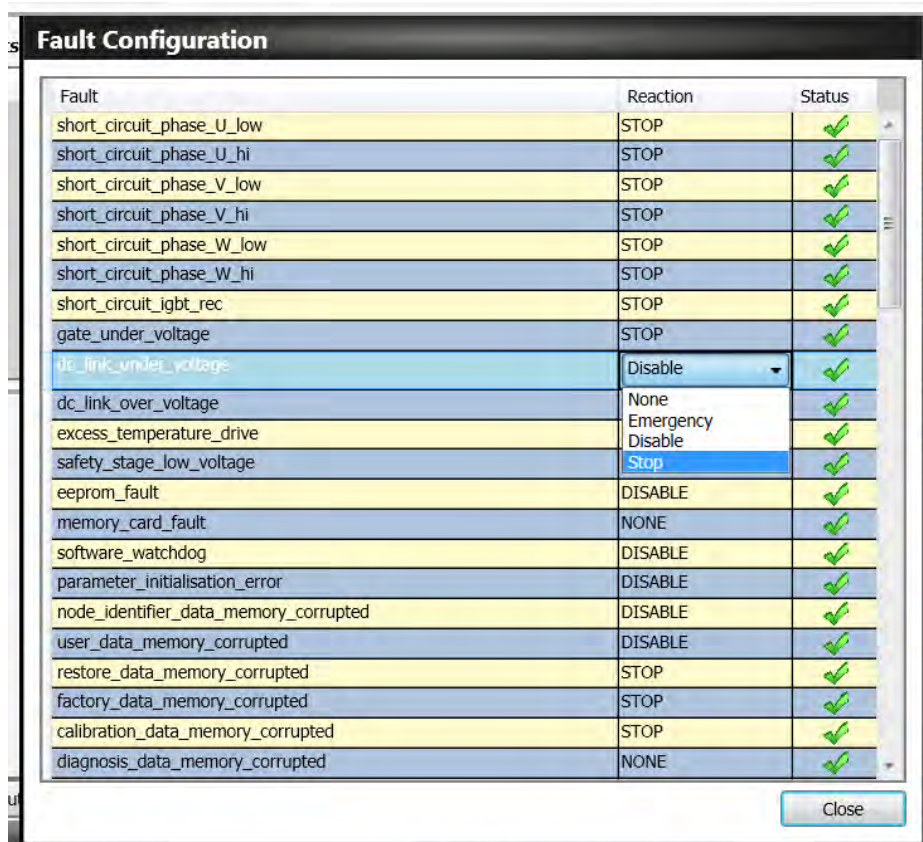 ts
Fault Configuration
Fault Reaction Status
short_circuit_phase_U_low STOP
short_circuit_phase_U_hi STOP
short_circuit_phase_V_low STOP
short_circuit_phase_V_hi STOP
short_circuit_phase_W_low STOP
short_circuit_phase_W_hi STOP
short_circuit_igbt_rec STOP
gate_under_voltage STOP
dc_link_under_voltage Disable
dc_link_over_voltage None
Emergency
excess_temperature_drive Disable
safety_stage_low_voltage Stop
eeprom_fault DISABLE
memory_card_fault NONE
software_watchdog DISABLE
parameter_initialisation_error DISABLE
node_identifier_data_memory_corrupted DISABLE
user_data_memory_corrupted DISABLE
restore_data_memory_corrupted STOP
factory_data_memory_corrupted STOP
calibration_data_memory_corrupted STOP
diagnosis_data_memory_corrupted NONE
Close